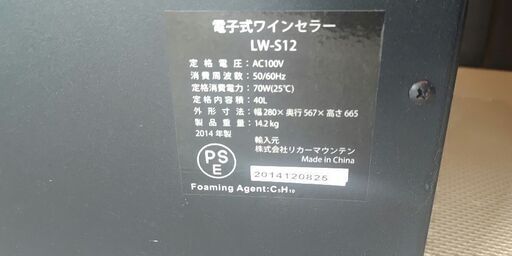 電子式ワインセラー
LW-S12
定格電圧:AC100V
消費周波数:50/60Hz
定格消費電力:70W(25℃)
定格内容積:40L
外形寸法:幅280×奥行567×高さ665
製品重量:14.2kg
2014年製
輸入元
株式会社リカーマウンテン
Made in China
PS
E
2014120825
Foaming Agent:C5H10